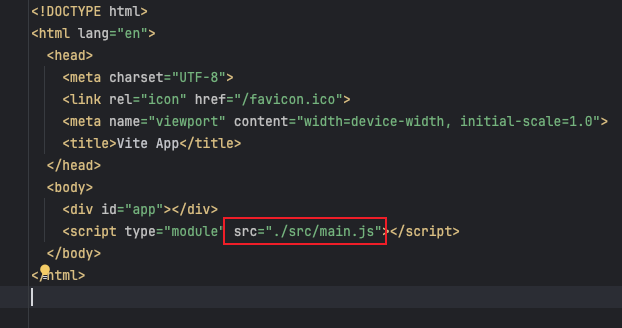 <!DOCTYPE html>
<html lang="en">
<head>
<meta charset="UTF-8">
<link rel="icon" href="/favicon.ico">
<meta name="viewport" content="width=device-width, initial-scale=1.0">
<title>Vite App</title>
</head>
<body>
<div id="app"></div>
<script type="module" src="./src/main.js"></script>
</body>
</html>